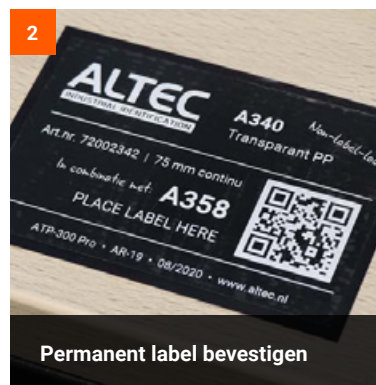 2
ALTEC
INDUSTRIAL IDENTIFICATION
A340
Transparant PP
Art.nr. 72002342 | 75 mm continu
In combinatie met: A358
PLACE LABEL HERE
ATP-300 Pro • AR-19 • 08/2020 • www.altec.nl
Permanent label bevestigen